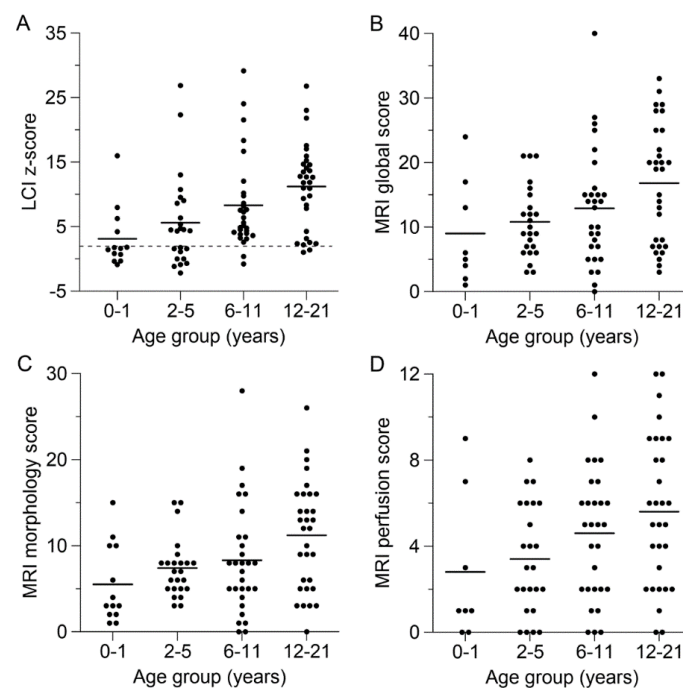 A
LCI z-score
35
25
15
5
-5
0-1 2-5 6-11 12-21
Age group (years)
B
MRI global score
40
30
20
10
0
0-1 2-5 6-11 12-21
Age group (years)
C
MRI morphology score
30
20
10
0
0-1 2-5 6-11 12-21
Age group (years)
D
MRI perfusion score
12
8
4
0
0-1 2-5 6-11 12-21
Age group (years)